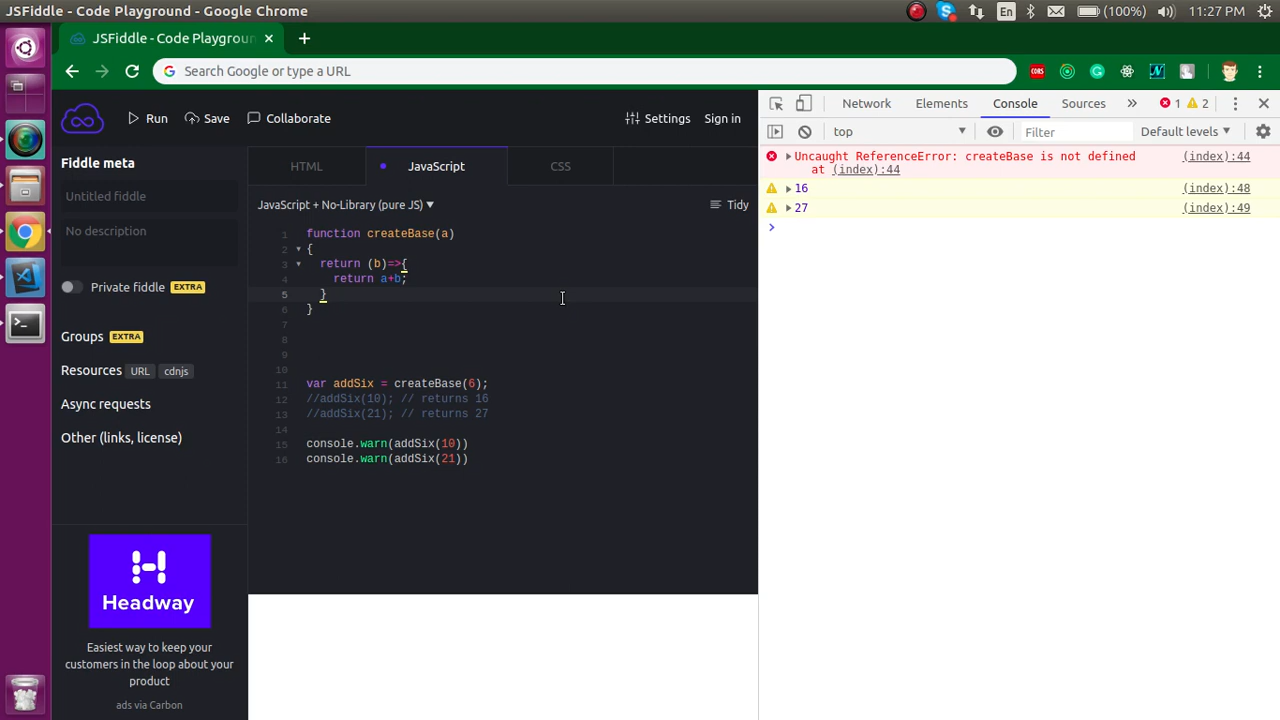 JSFiddle - Code Playground - Google Chrome
En
(100%)
11:27 PM
JSFiddle - Code Playgroun
Search Google or type a URL
CORS
Run
Save
Collaborate
Settings
Sign in
Fiddle meta
Untitled fiddle
No description
Private fiddle EXTRA
Groups EXTRA
Resources URL cdnjs
Async requests
Other (links, license)
Headway
Easiest way to keep your
customers in the loop about your
product
ads via Carbon
HTML
JavaScript
CSS
JavaScript + No-Library (pure JS)
Tidy
1 function createBase(a)
2 {
3 return (b)=>{
4 return a+b;
5 }
6 }
7
8
9
10
11 var addSix = createBase(6);
12 //addSix(10); // returns 16
13 //addSix(21); // returns 27
14
15 console.warn(addSix(10))
16 console.warn(addSix(21))
Network
Elements
Console
Sources
1
2
top
Filter
Default levels
Uncaught ReferenceError: createBase is not defined (index):44
at (index):44
16 (index):48
27 (index):49